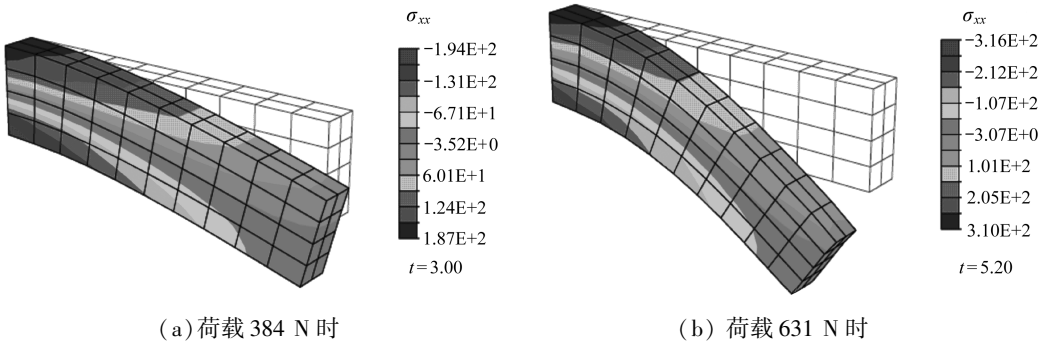 σxx
−1.94E+2
−1.31E+2
−6.71E+1
−3.52E+0
6.01E+1
1.24E+2
1.87E+2
t=3.00
(a)荷载 384 N 时
σxx
−3.16E+2
−2.12E+2
−1.07E+2
−3.07E+0
1.01E+2
2.05E+2
3.10E+2
t=5.20
(b) 荷载 631 N 时